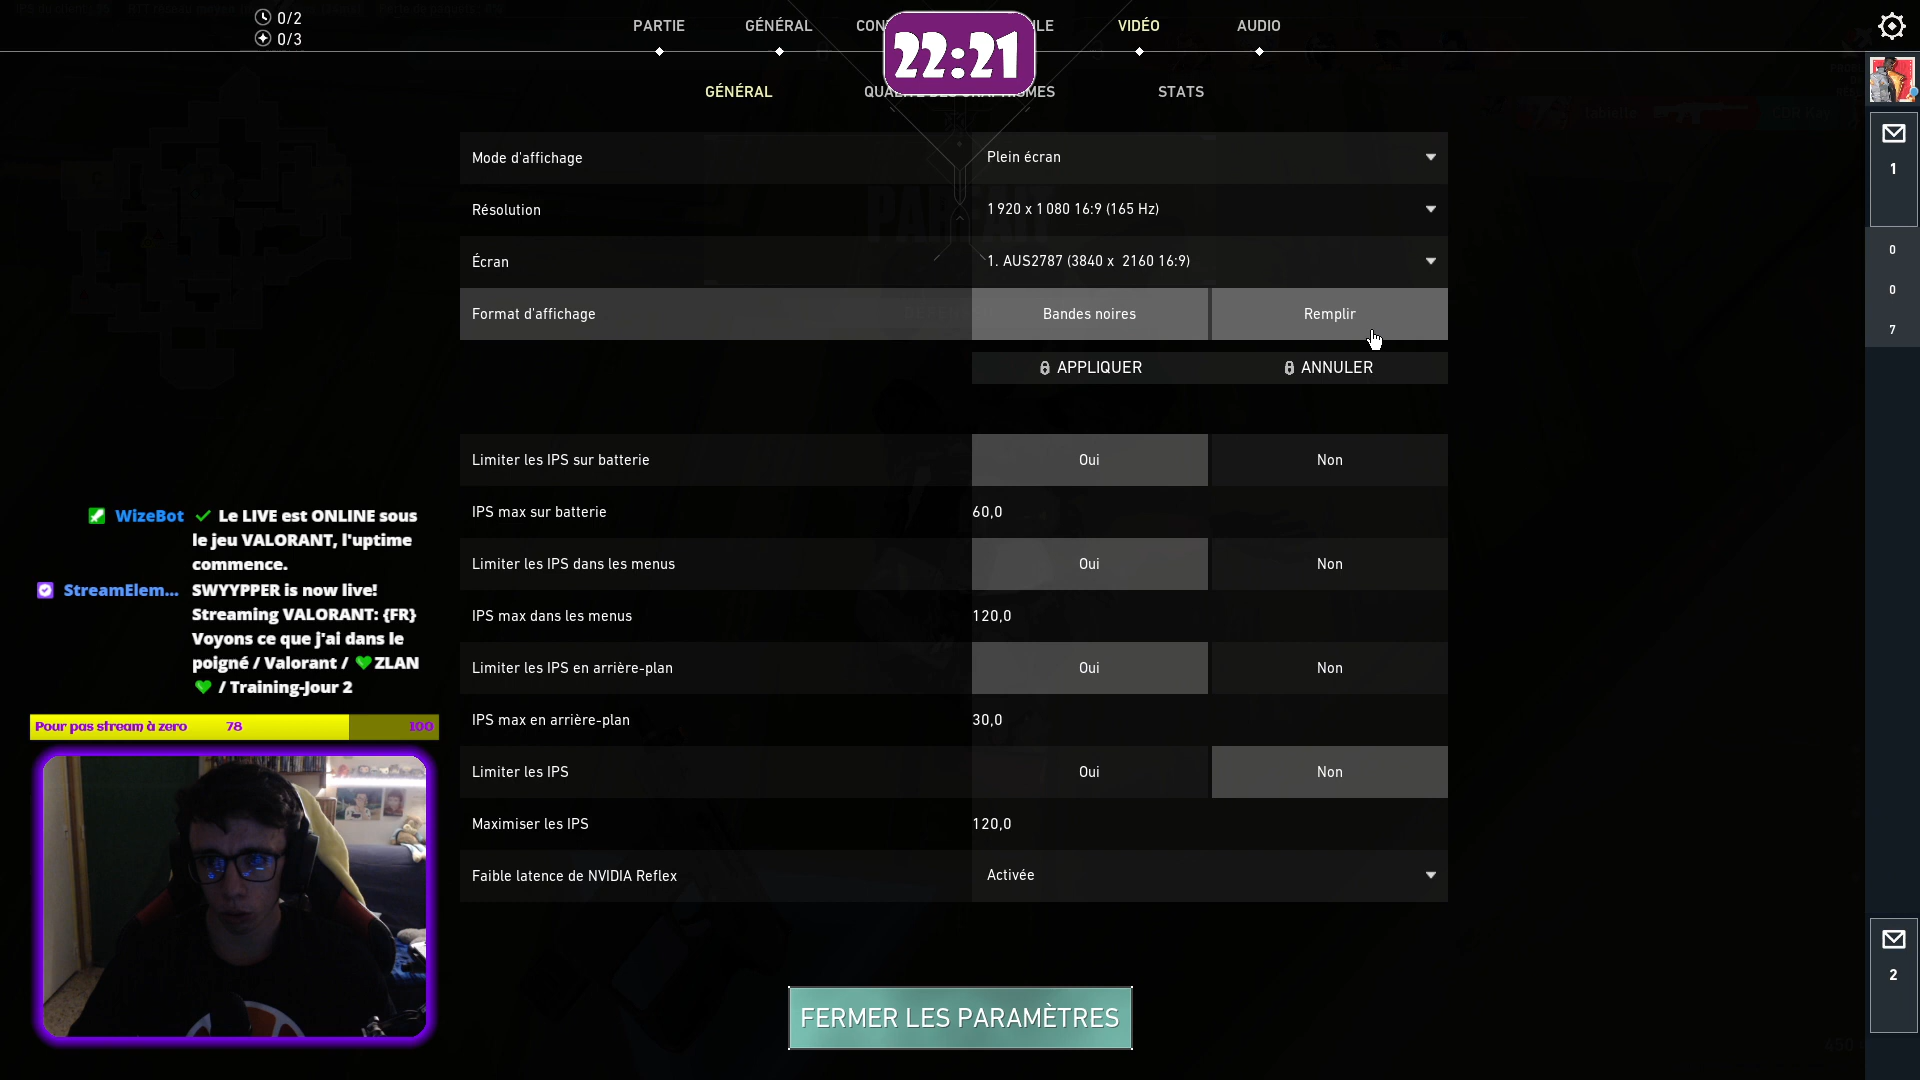 0/2
0/3
PARTIE
GÉNÉRAL
VIDÉO
AUDIO
22:21
GÉNÉRAL
STATS
Mode d'affichage
Plein écran
Résolution
1 920 x 1 080 16:9 (165 Hz)
Écran
1. AUS2787 (3840 x 2160 16:9)
Format d'affichage
Bandes noires
Remplir
APPLIQUER
ANNULER
Limiter les IPS sur batterie
Oui
Non
IPS max sur batterie
60,0
Limiter les IPS dans les menus
Oui
Non
IPS max dans les menus
120,0
Limiter les IPS en arrière-plan
Oui
Non
IPS max en arrière-plan
30,0
Limiter les IPS
Oui
Non
Maximiser les IPS
120,0
Faible latence de NVIDIA Reflex
Activée
FERMER LES PARAMÈTRES
WizeBot
Le LIVE est ONLINE sous
le jeu VALORANT, l'uptime
commence.
StreamElem...
SWYYPPER is now live!
Streaming VALORANT: {FR}
Voyons ce que j'ai dans le
poigné / Valorant / 💚ZLAN
💚 / Training-Jour 2
Pour pas stream à zero 78 100
1
0
0
7
2